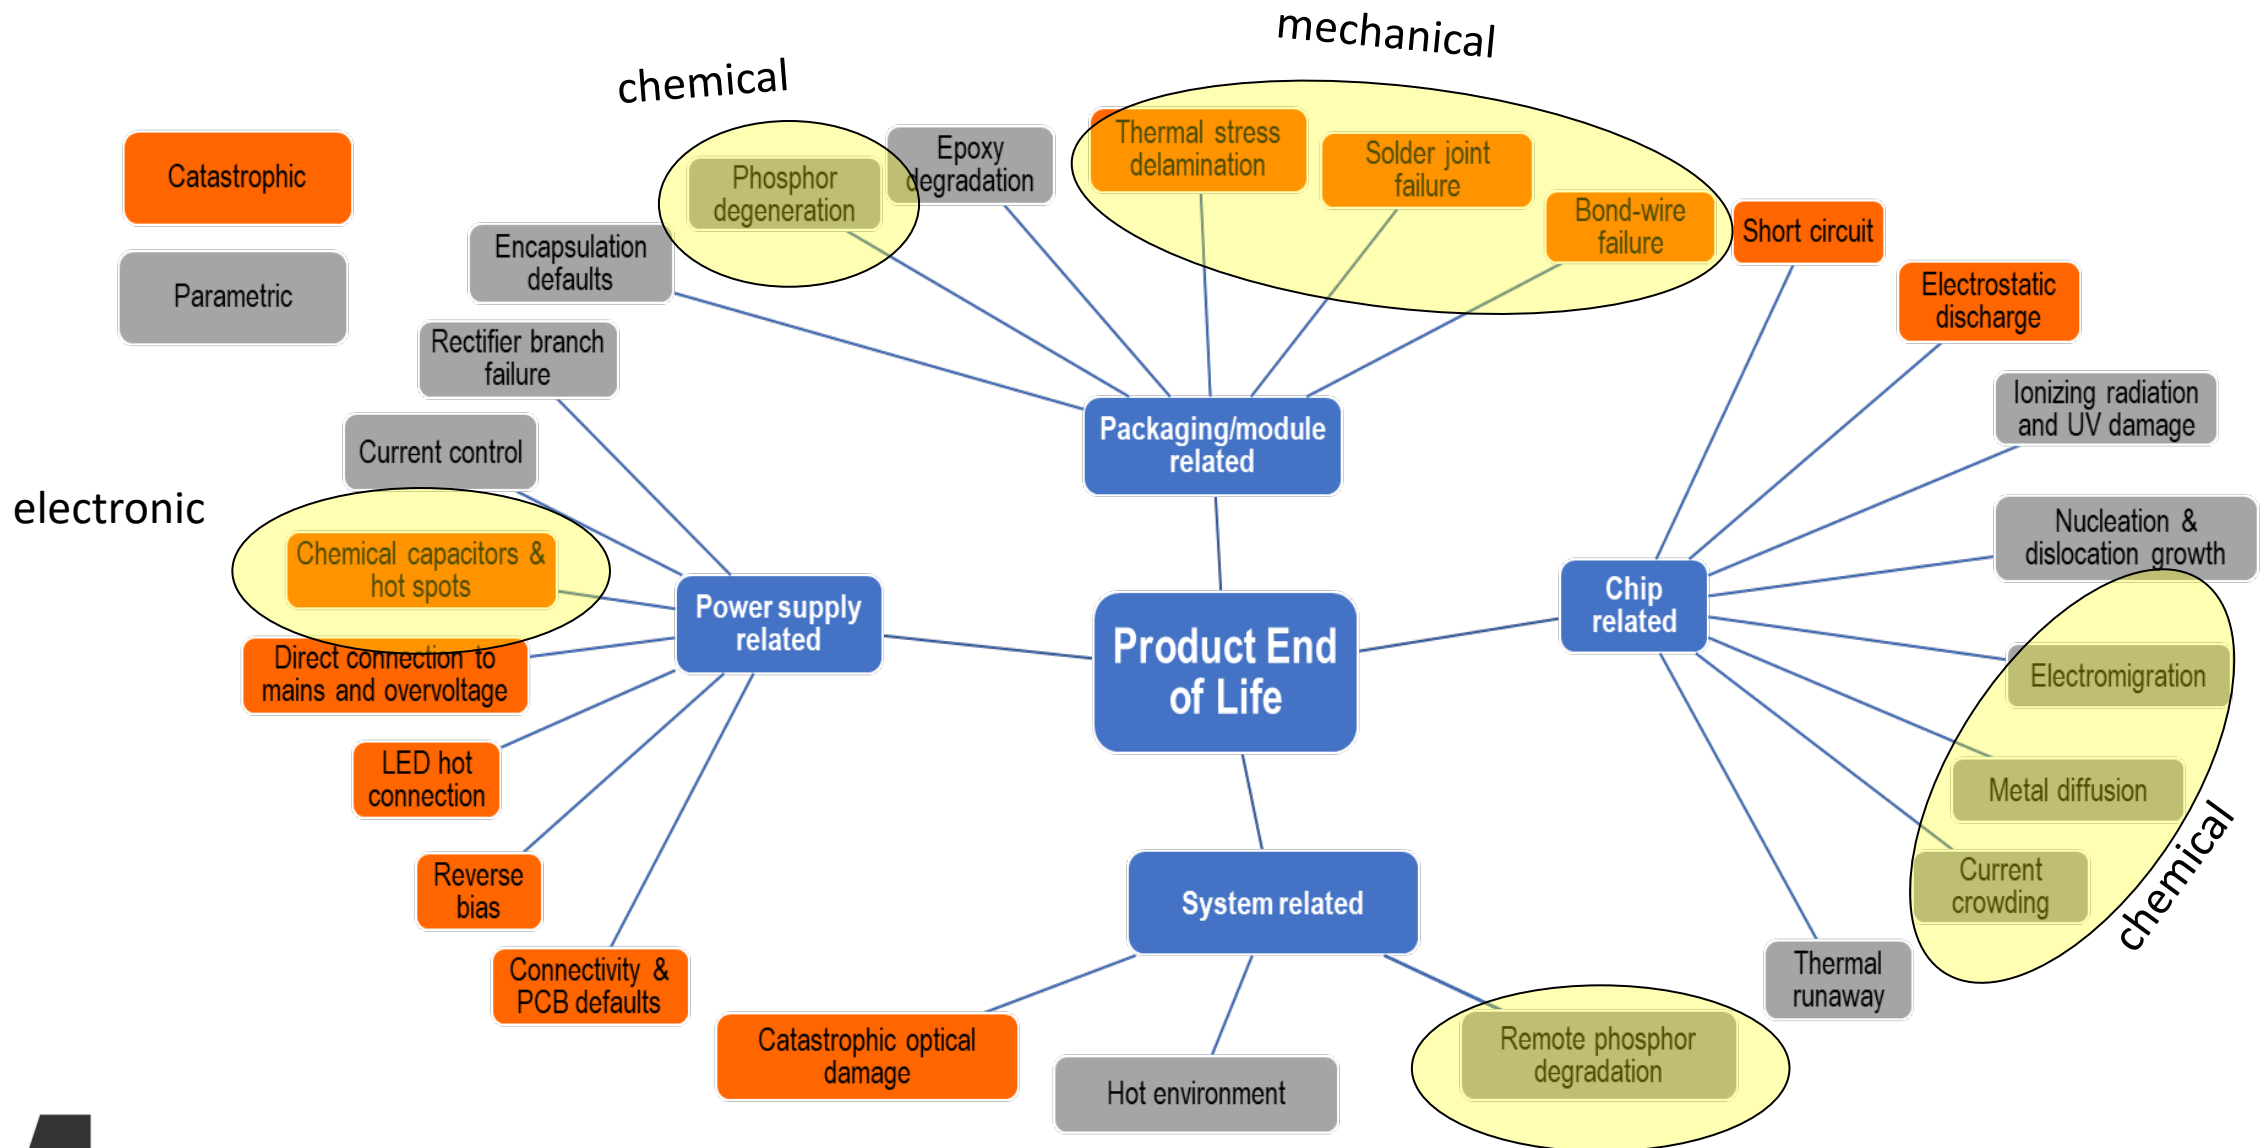 mechanical
chemical
Catastrophic
Parametric
Phosphor
degeneration
Epoxy
degradation
Thermal stress
delamination
Solder joint
failure
Bond-wire
failure
Short circuit
Encapsulation
defaults
Electrostatic
discharge
Rectifier branch
failure
Ionizing radiation
and UV damage
Current control
Packaging/module
related
electronic
Nucleation &
dislocation growth
Chemical capacitors &
hot spots
Power supply
related
Chip
related
Product End
of Life
Direct connection to
mains and overvoltage
Electromigration
LED hot
connection
Metal diffusion
Reverse
bias
System related
Current
crowding
chemical
Connectivity &
PCB defaults
Thermal
runaway
Catastrophic optical
damage
Hot environment
Remote phosphor
degradation